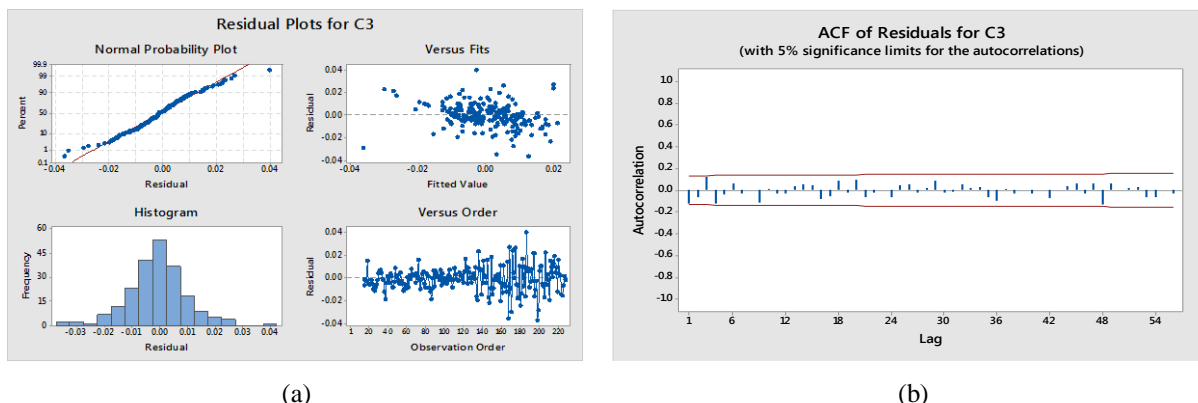 Residual Plots for C3
Normal Probability Plot
99.9
99
90
50
10
1
0.1
Percent
-0.04 -0.02 0.00 0.02 0.04
Residual
Versus Fits
0.04
0.02
0.00
-0.02
-0.04
Residual
-0.04 -0.02 0.00 0.02
Fitted Value
Histogram
60
45
30
15
0
Frequency
-0.03 -0.02 -0.01 0.00 0.01 0.02 0.03 0.04
Residual
Versus Order
0.04
0.02
0.00
-0.02
-0.04
Residual
1 20 40 60 80 100 120 140 160 180 200 220
Observation Order
(a)
ACF of Residuals for C3
(with 5% significance limits for the autocorrelations)
1.0
0.8
0.6
0.4
0.2
0.0
-0.2
-0.4
-0.6
-0.8
-1.0
Autocorrelation
1 6 12 18 24 30 36 42 48 54
Lag
(b)